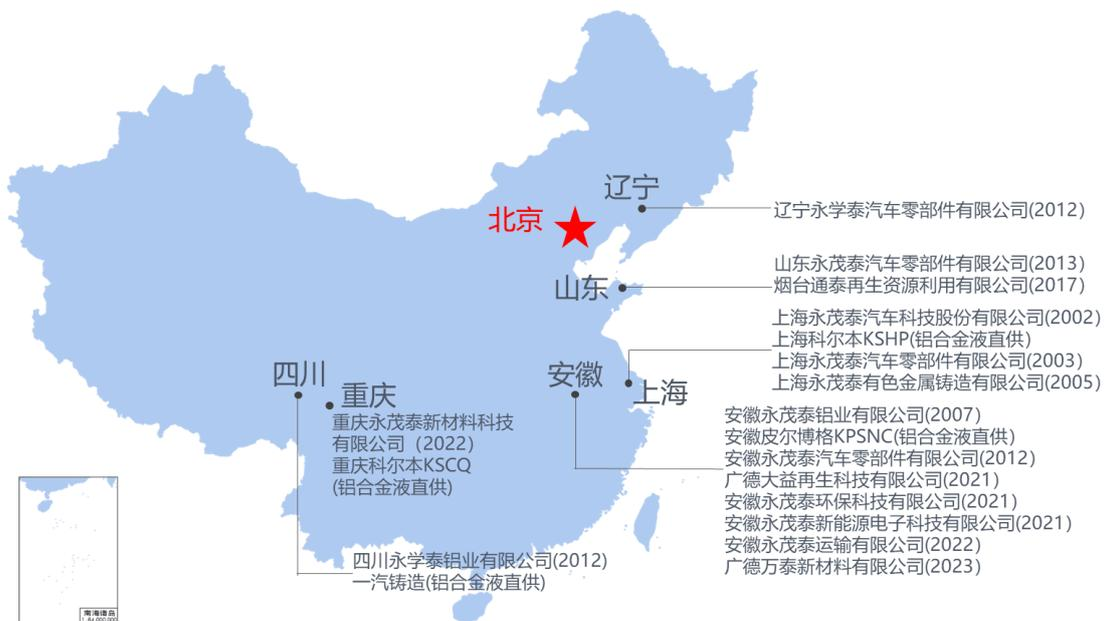 辽宁
北京
辽宁永学泰汽车零部件有限公司(2012)
山东永茂泰汽车零部件有限公司(2013)
山东
烟台通泰再生资源利用有限公司(2017)
上海永茂泰汽车科技股份有限公司(2002)
上海科尔本KSHP(铝合金液直供)
上海永茂泰汽车零部件有限公司(2003)
上海永茂泰有色金属铸造有限公司(2005)
四川
安徽
重庆
上海
重庆永茂泰新材料科技
有限公司（2022）
重庆科尔本KSCQ
(铝合金液直供)
安徽永茂泰铝业有限公司(2007)
安徽皮尔博格KPSNC(铝合金液直供)
安徽永茂泰汽车零部件有限公司(2012)
广德大益再生科技有限公司(2021)
安徽永茂泰环保科技有限公司(2021)
安徽永茂泰新能源电子科技有限公司(2021)
安徽永茂泰运输有限公司(2022)
广德万泰新材料有限公司(2023)
四川永学泰铝业有限公司(2012)
一汽铸造(铝合金液直供)
南海诸岛